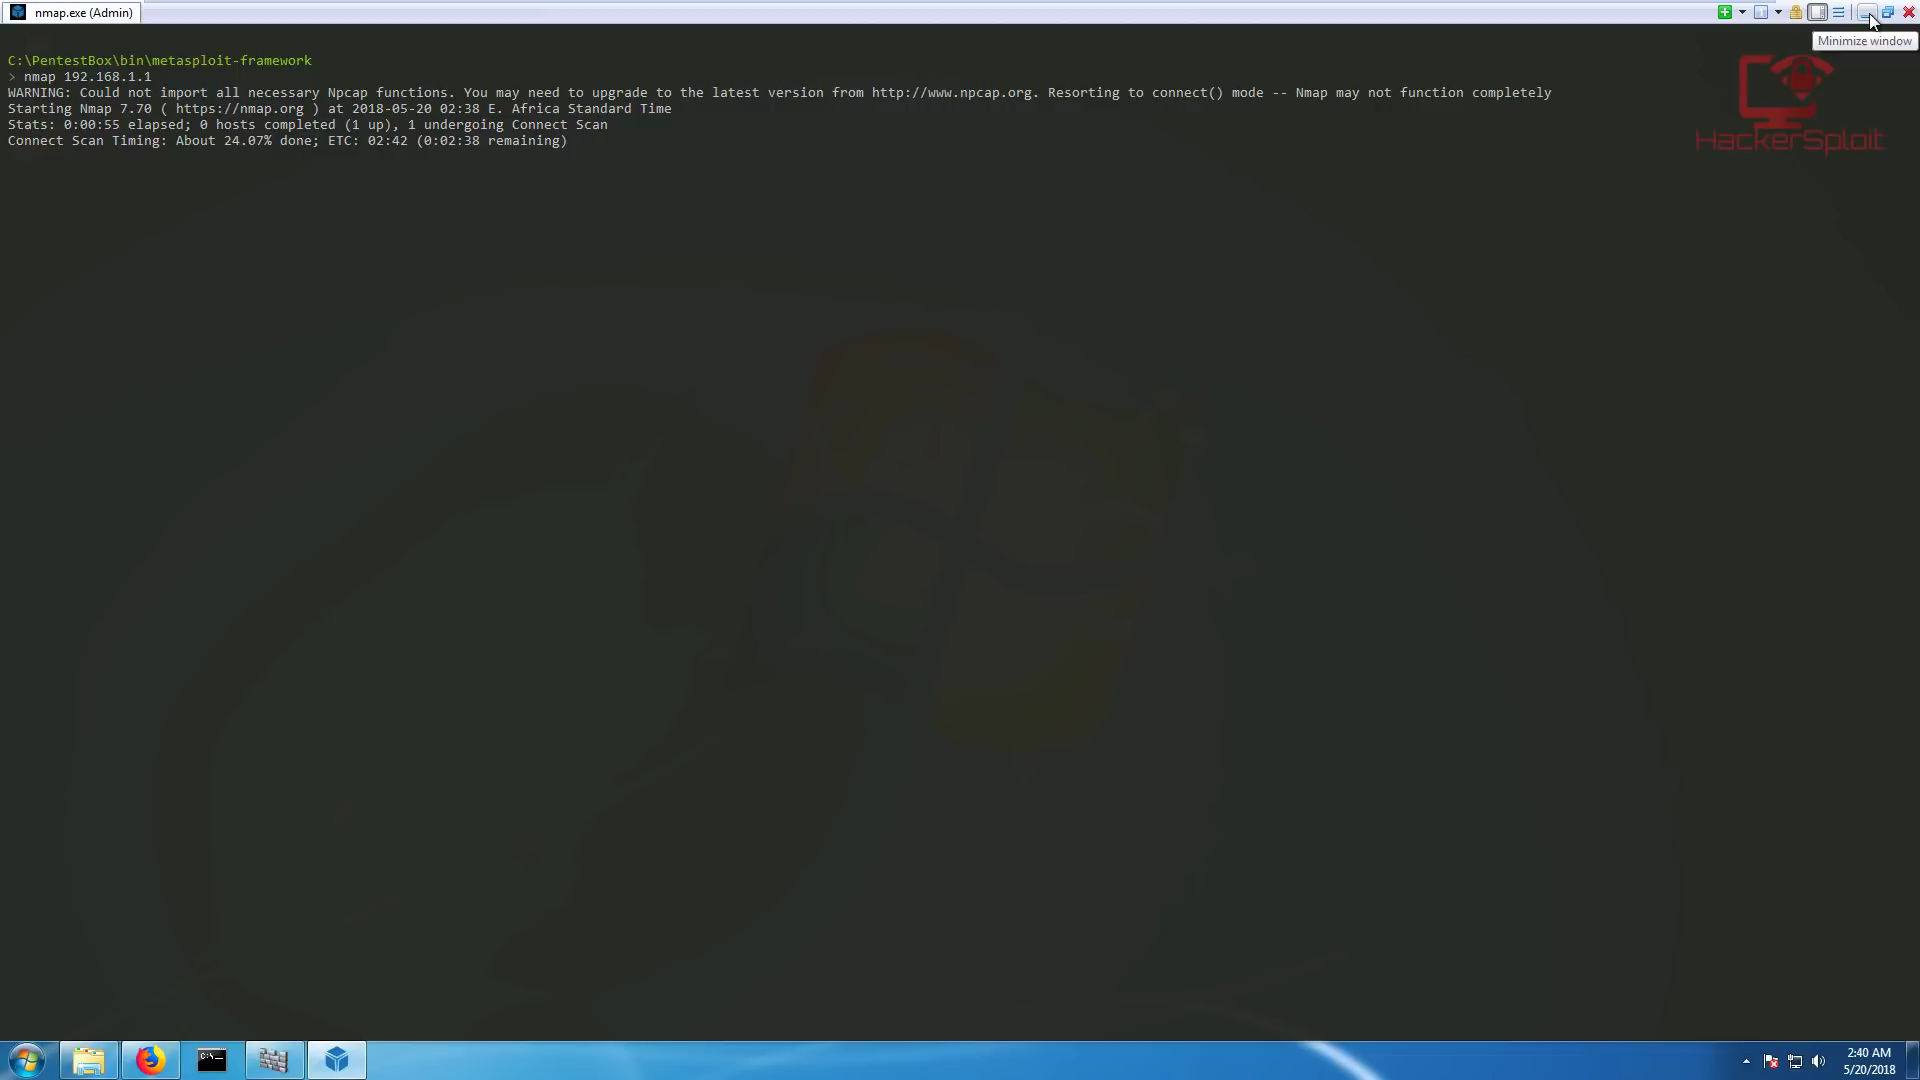 nmap.exe (Admin)
Minimize window
HackerSploit
C:\PentestBox\bin\metasploit-framework
> nmap 192.168.1.1
WARNING: Could not import all necessary Npcap functions. You may need to upgrade to the latest version from http://www.npcap.org. Resorting to connect() mode -- Nmap may not function completely
Starting Nmap 7.70 ( https://nmap.org ) at 2018-05-20 02:38 E. Africa Standard Time
Stats: 0:00:55 elapsed; 0 hosts completed (1 up), 1 undergoing Connect Scan
Connect Scan Timing: About 24.07% done; ETC: 02:42 (0:02:38 remaining)
C:\
2:40 AM
5/20/2018